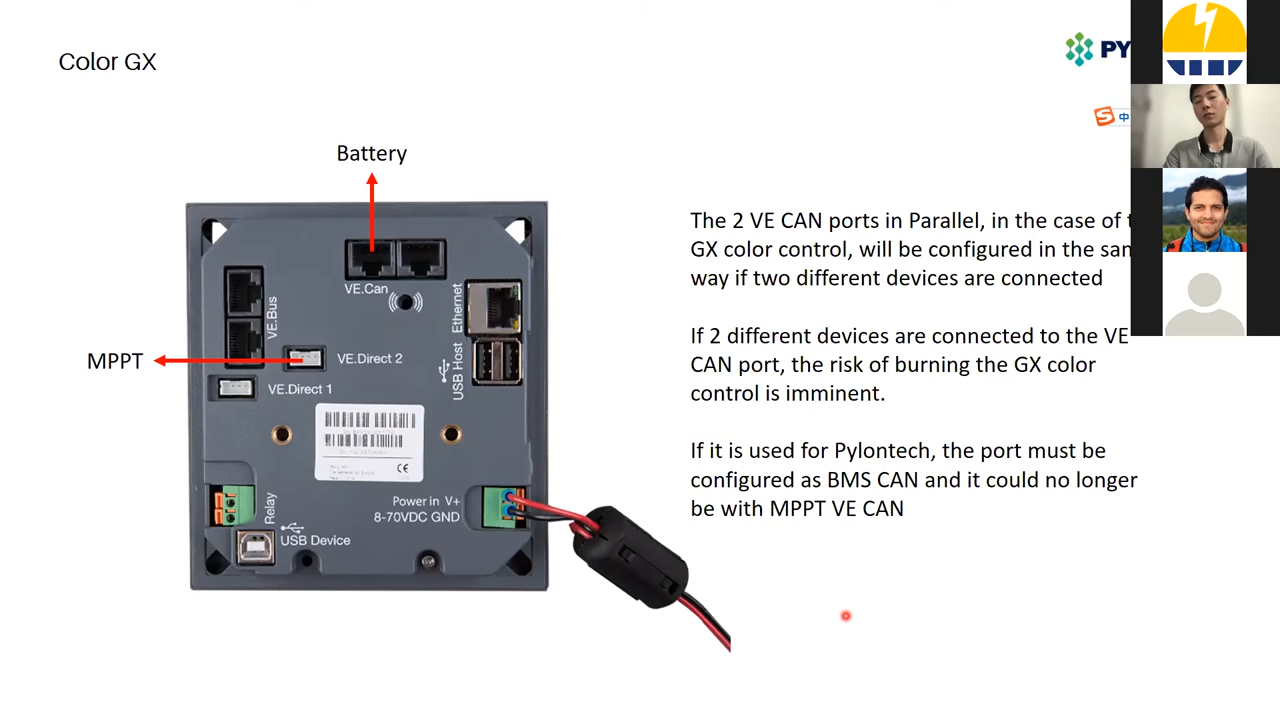 Color GX
PY
中
Battery
The 2 VE CAN ports in Parallel, in the case of t
GX color control, will be configured in the sam
way if two different devices are connected
If 2 different devices are connected to the VE
CAN port, the risk of burning the GX color
control is imminent.
If it is used for Pylontech, the port must be
configured as BMS CAN and it could no longer
be with MPPT VE CAN
MPPT
VE.Can
VE.Bus
Ethernet
VE.Direct 2
USB Host
VE.Direct 1
Power in V+
8-70VDC GND
Relay
USB Device